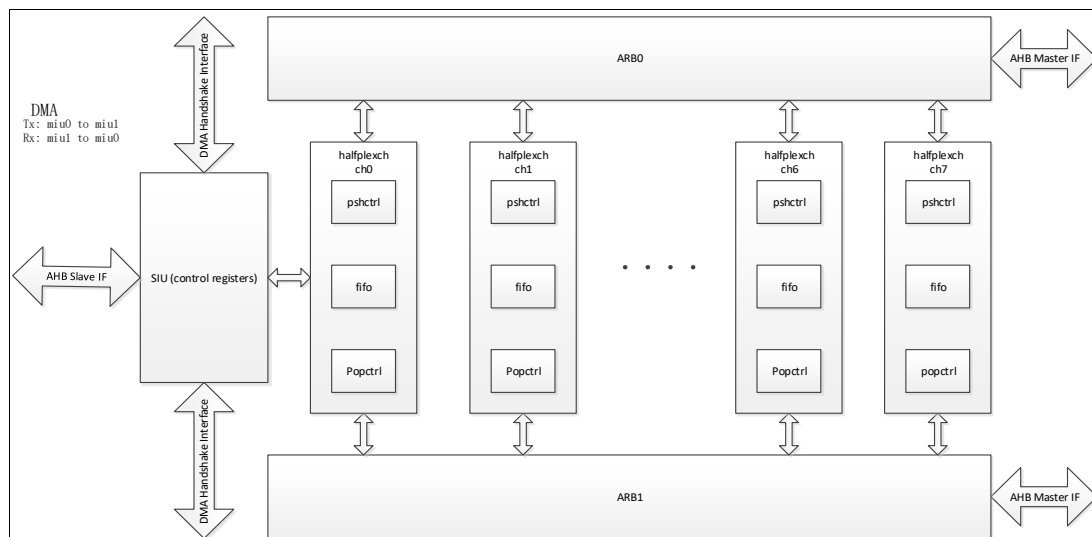 DMA
Tx: miu0 to miu1
Rx: miu1 to miu0
DMA Handshake Interface
ARB0
AHB Master IF
halfplexch
ch0
pshctrl
fifo
Popctrl
halfplexch
ch1
pshctrl
fifo
Popctrl
. . . .
halfplexch
ch6
pshctrl
fifo
Popctrl
halfplexch
ch7
pshctrl
fifo
popctrl
AHB Slave IF
SIU (control registers)
DMA Handshake Interface
ARB1
AHB Master IF